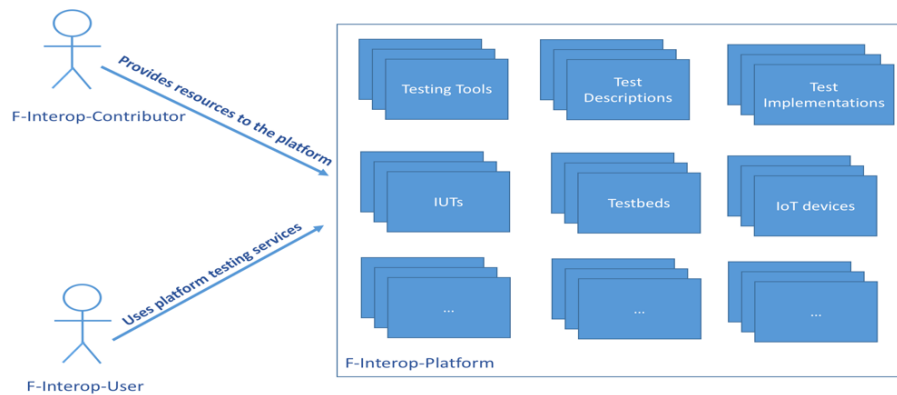 F-Interop-Contributor
Provides resources to the platform
Testing Tools
Test
Descriptions
Test
Implementations
IUTs
Testbeds
IoT devices
Uses platform testing services
...
...
...
F-Interop-Platform
F-Interop-User